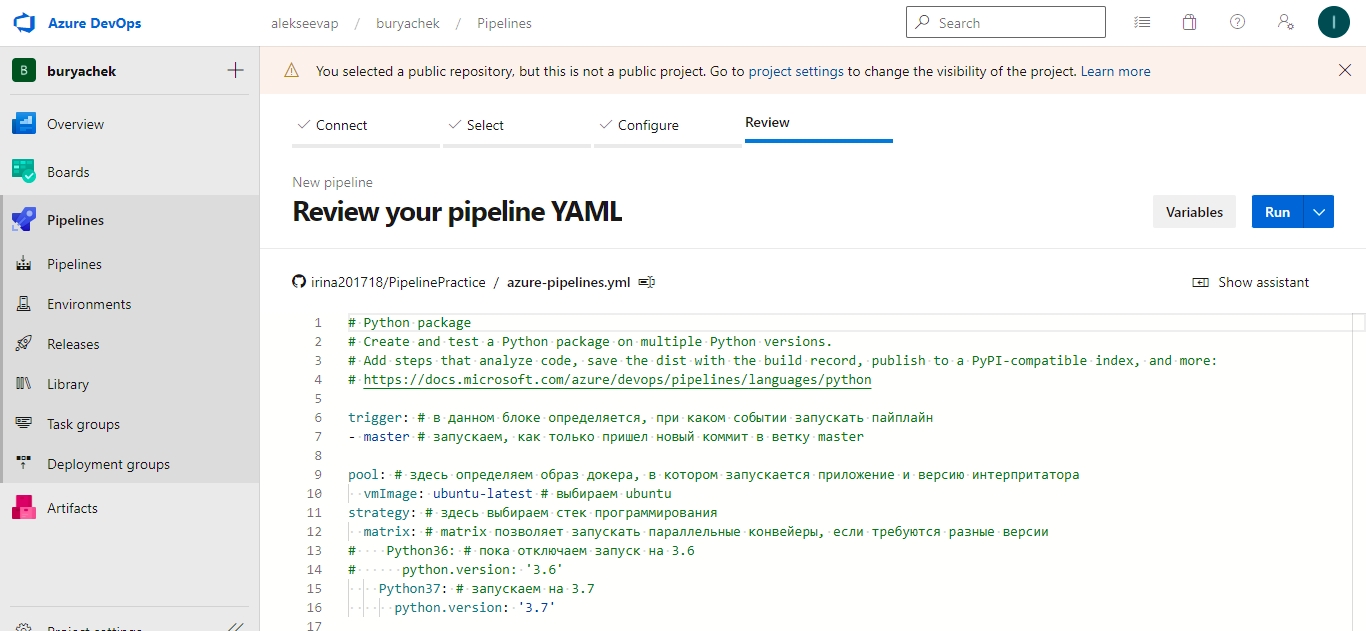 Azure DevOps
alekseevap / buryachek / Pipelines
Search
I
B buryachek
You selected a public repository, but this is not a public project. Go to project settings to change the visibility of the project. Learn more
Overview
Boards
Pipelines
Pipelines
Environments
Releases
Library
Task groups
Deployment groups
Artifacts
Project settings
Connect
Select
Configure
Review
New pipeline
Review your pipeline YAML
Variables
Run
irina201718/PipelinePractice / azure-pipelines.yml
Show assistant
1 # Python package
2 # Create and test a Python package on multiple Python versions.
3 # Add steps that analyze code, save the dist with the build record, publish to a PyPI-compatible index, and more:
4 # https://docs.microsoft.com/azure/devops/pipelines/languages/python
5
6 trigger: # в данном блоке определяется, при каком событии запускать пайплайн
7 - master # запускаем, как только пришел новый коммит в ветку master
8
9 pool: # здесь определяем образ докера, в котором запускается приложение и версию интерпритатора
10   vmImage: ubuntu-latest # выбираем ubuntu
11 strategy: # здесь выбираем стек программирования
12   matrix: # matrix позволяет запускать параллельные конвейеры, если требуются разные версии
13 #    Python36: # пока отключаем запуск на 3.6
14 #      python.version: '3.6'
15     Python37: # запускаем на 3.7
16       python.version: '3.7'
17